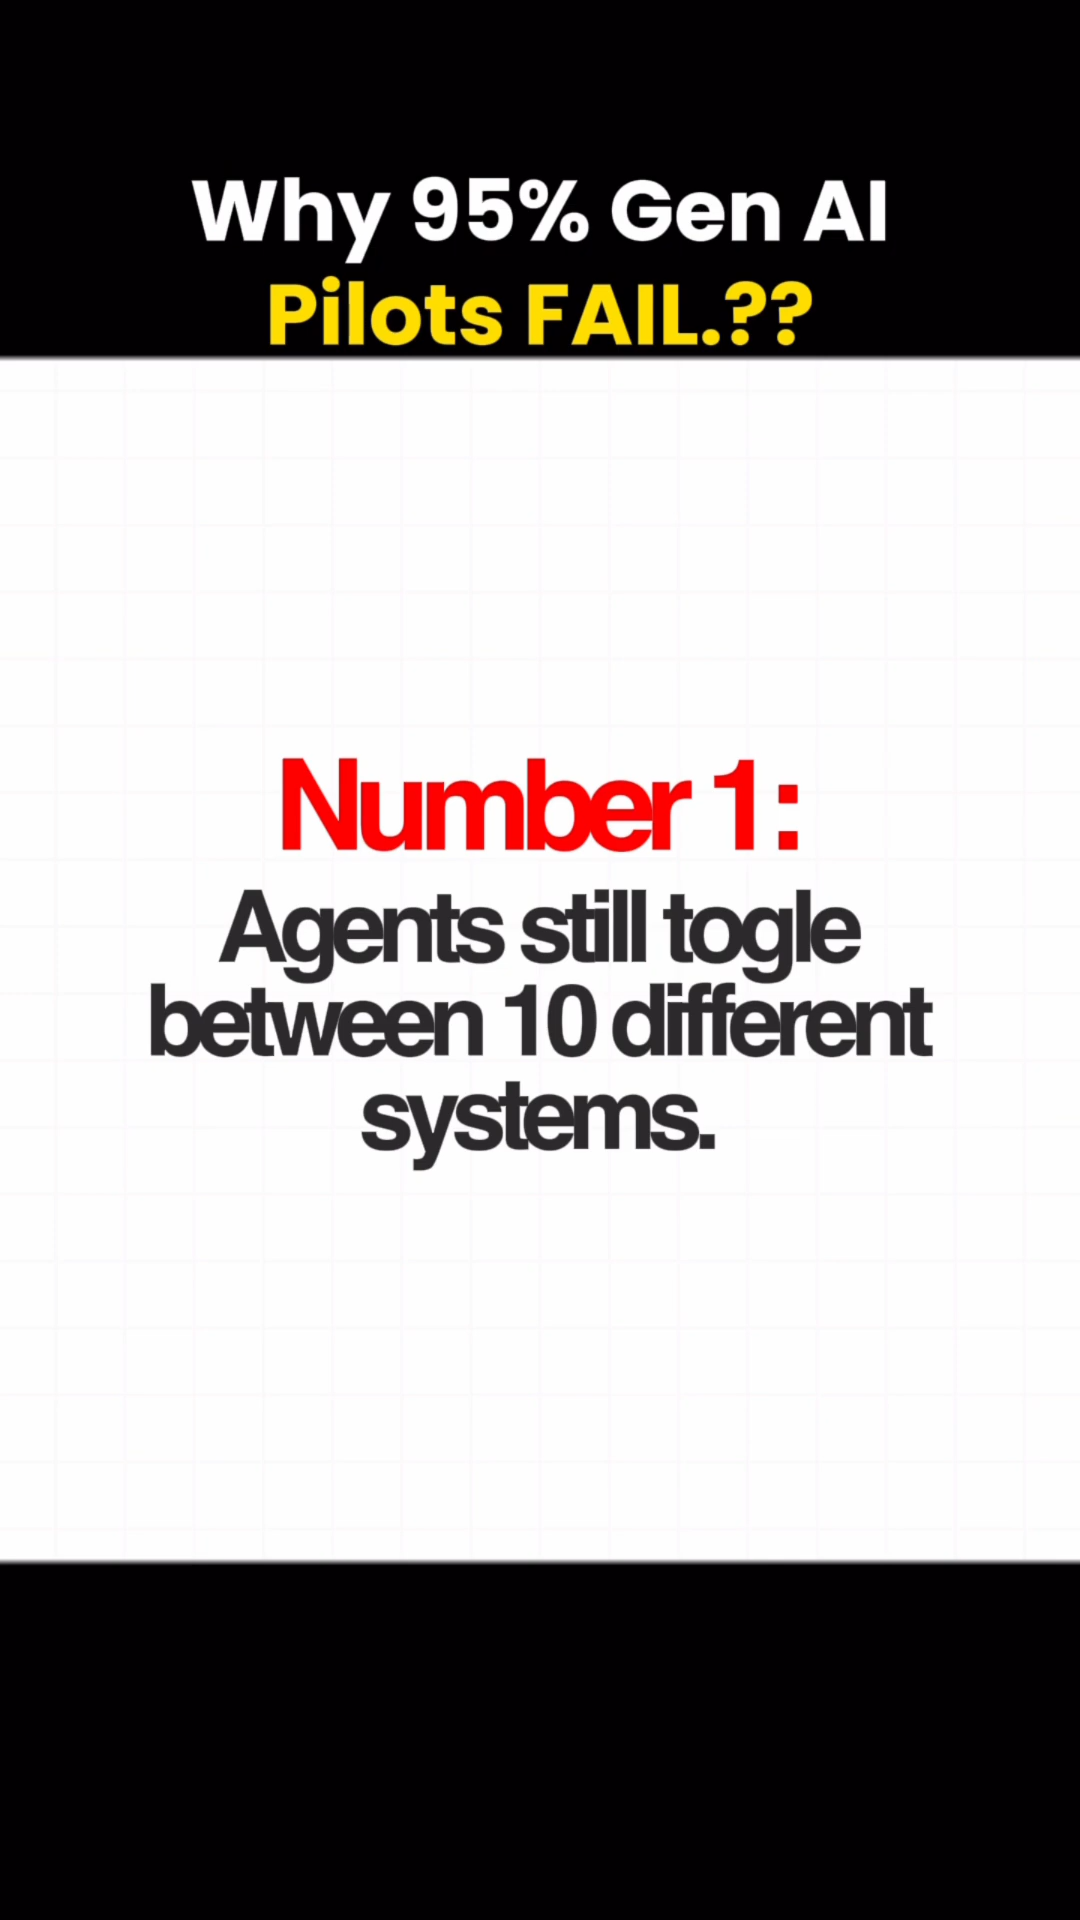 Why 95% Gen AI
Pilots FAIL.??
Number 1:
Agents still togle
between 10 different
systems.